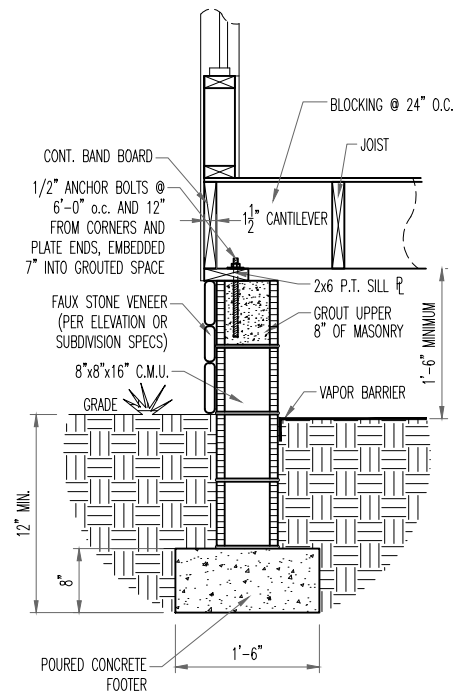 BLOCKING @ 24" O.C.
CONT. BAND BOARD
JOIST
1/2" ANCHOR BOLTS @
6'-0" o.c. AND 12"
FROM CORNERS AND
PLATE ENDS, EMBEDDED
7" INTO GROUTED SPACE
1 1/2" CANTILEVER
2x6 P.T. SILL PL
FAUX STONE VENEER
(PER ELEVATION OR
SUBDIVISION SPECS)
GROUT UPPER
8" OF MASONRY
1'-6" MINIMUM
8"x8"x16" C.M.U.
VAPOR BARRIER
GRADE
12" MIN.
8"
1'-6"
POURED CONCRETE
FOOTER